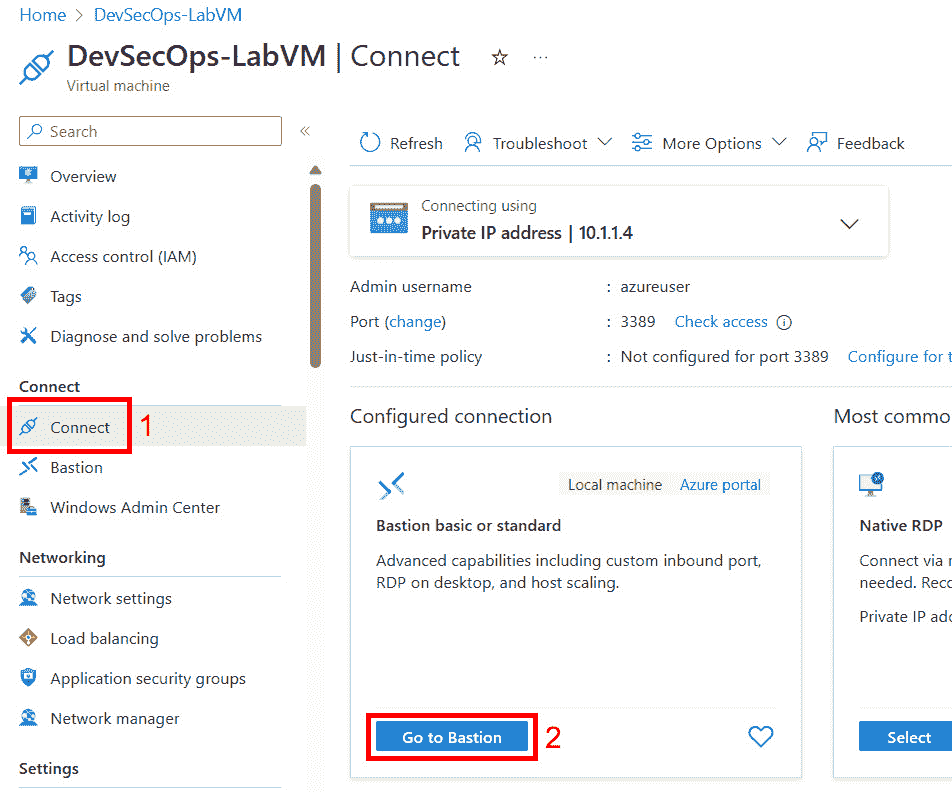 Home > DevSecOps-LabVM
DevSecOps-LabVM | Connect
Virtual machine
Search
Overview
Activity log
Access control (IAM)
Tags
Diagnose and solve problems
Connect
Connect 1
Bastion
Windows Admin Center
Networking
Network settings
Load balancing
Application security groups
Network manager
Settings
Refresh Troubleshoot More Options Feedback
Connecting using
Private IP address | 10.1.1.4
Admin username : azureuser
Port (change) : 3389 Check access
Just-in-time policy : Not configured for port 3389 Configure for t
Configured connection
Local machine Azure portal
Bastion basic or standard
Advanced capabilities including custom inbound port,
RDP on desktop, and host scaling.
Go to Bastion 2
Most commo
Native RDP
Connect via
needed. Reco
Private IP add
Select